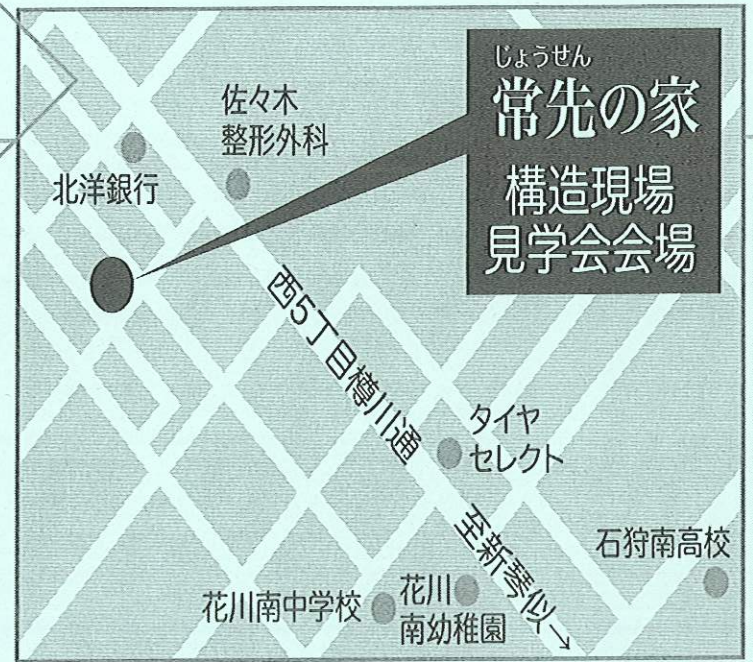 じょうせん
常先の家
構造現場
見学会会場
佐々木
整形外科
北洋銀行
西5丁目樽川通
タイヤ
セレクト
至新琴似→
石狩南高校
花川南中学校
花川
南幼稚園